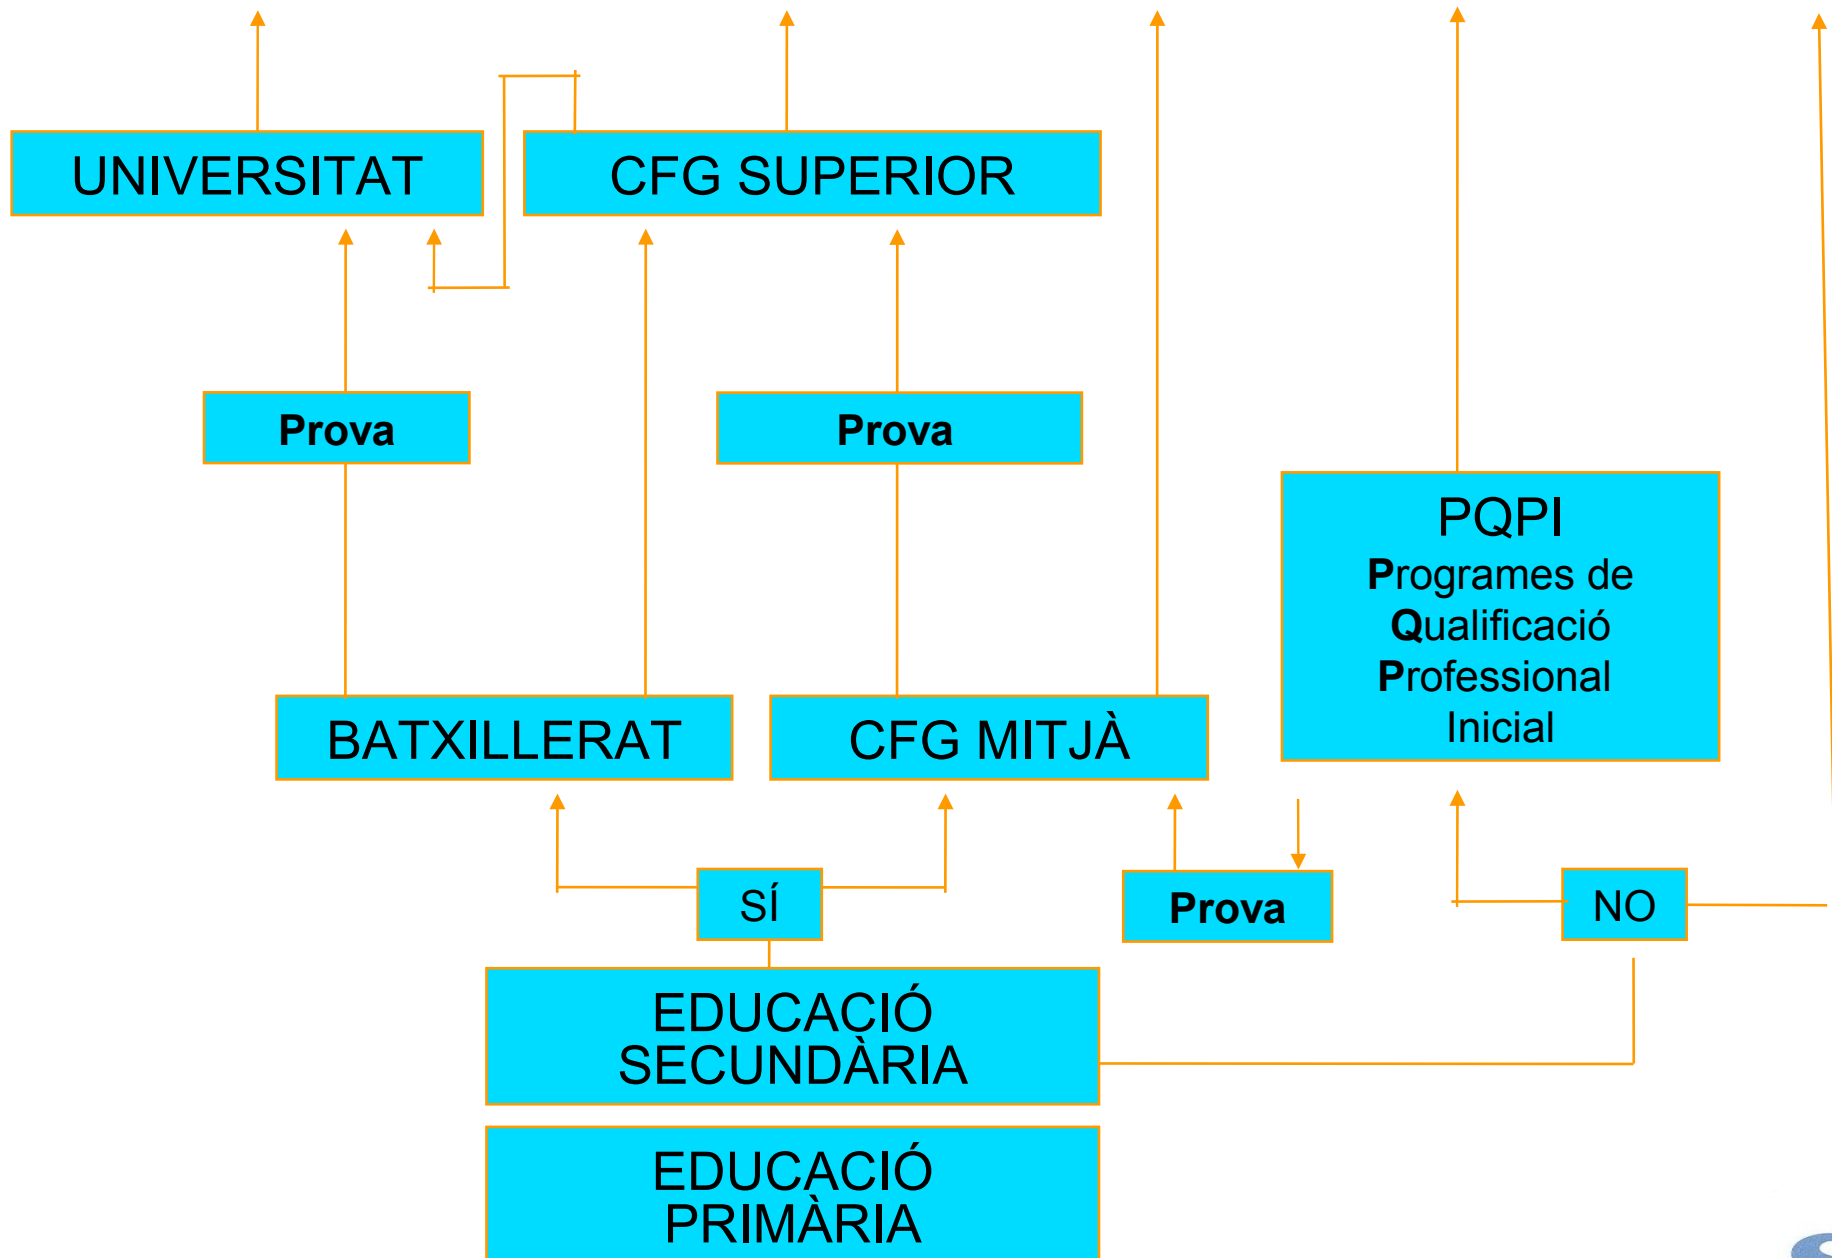 UNIVERSITAT
CFG SUPERIOR
Prova
Prova
PQPI
Programes de
Qualificació
Professional
Inicial
BATXILLERAT
CFG MITJÀ
SÍ
Prova
NO
EDUCACIÓ
SECUNDÀRIA
EDUCACIÓ
PRIMÀRIA